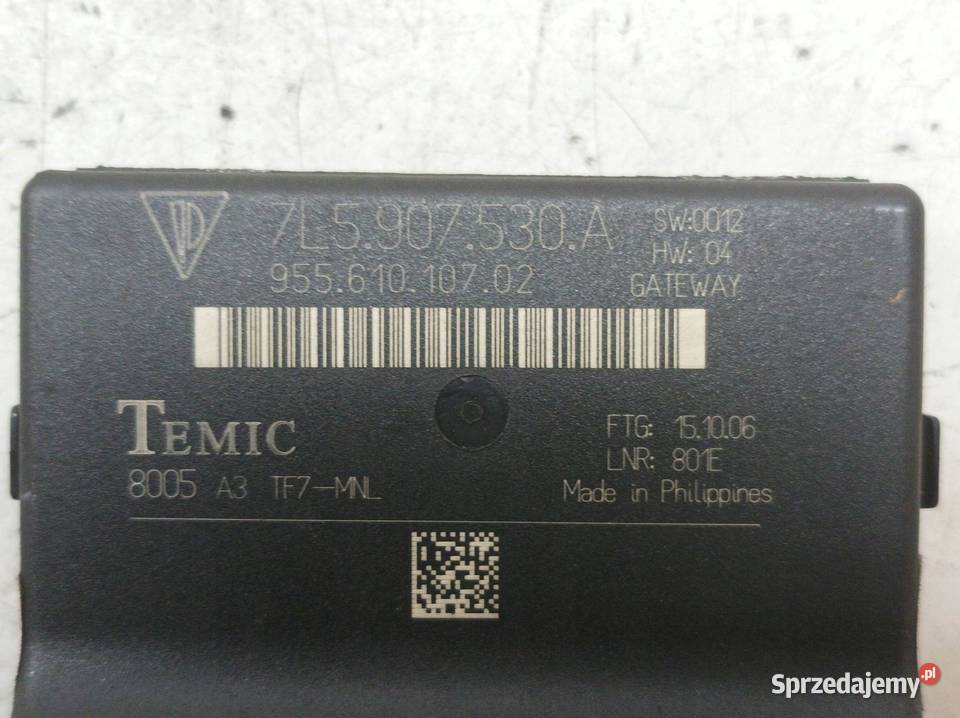 7L5.907.530.A
SW:0012
955.610.107.02
HW: 04
GATEWAY
TEMIC
FTG: 15.10.06
8005 A3 TF7-MNL
LNR: 801E
Made in Philippines
Sprzedajemy.pl